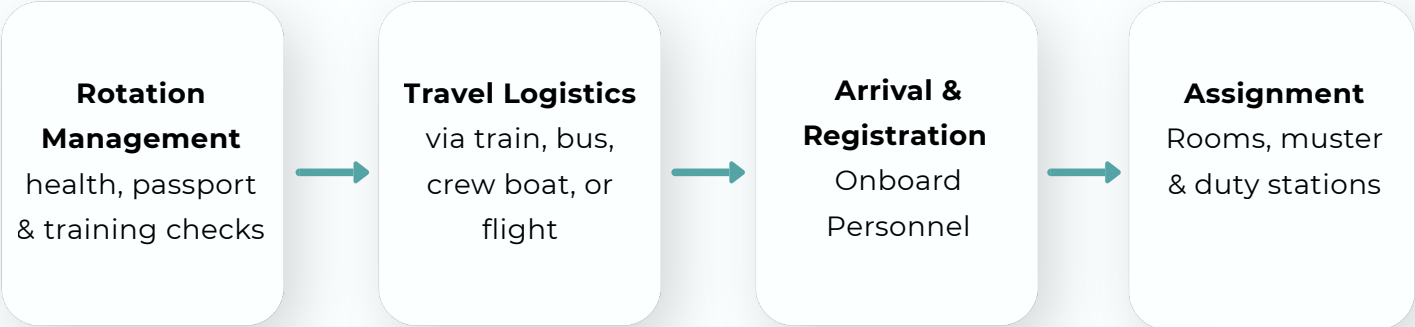 Rotation
Management
health, passport
& training checks
Travel Logistics
via train, bus,
crew boat, or
flight
Arrival &
Registration
Onboard
Personnel
Assignment
Rooms, muster
& duty stations